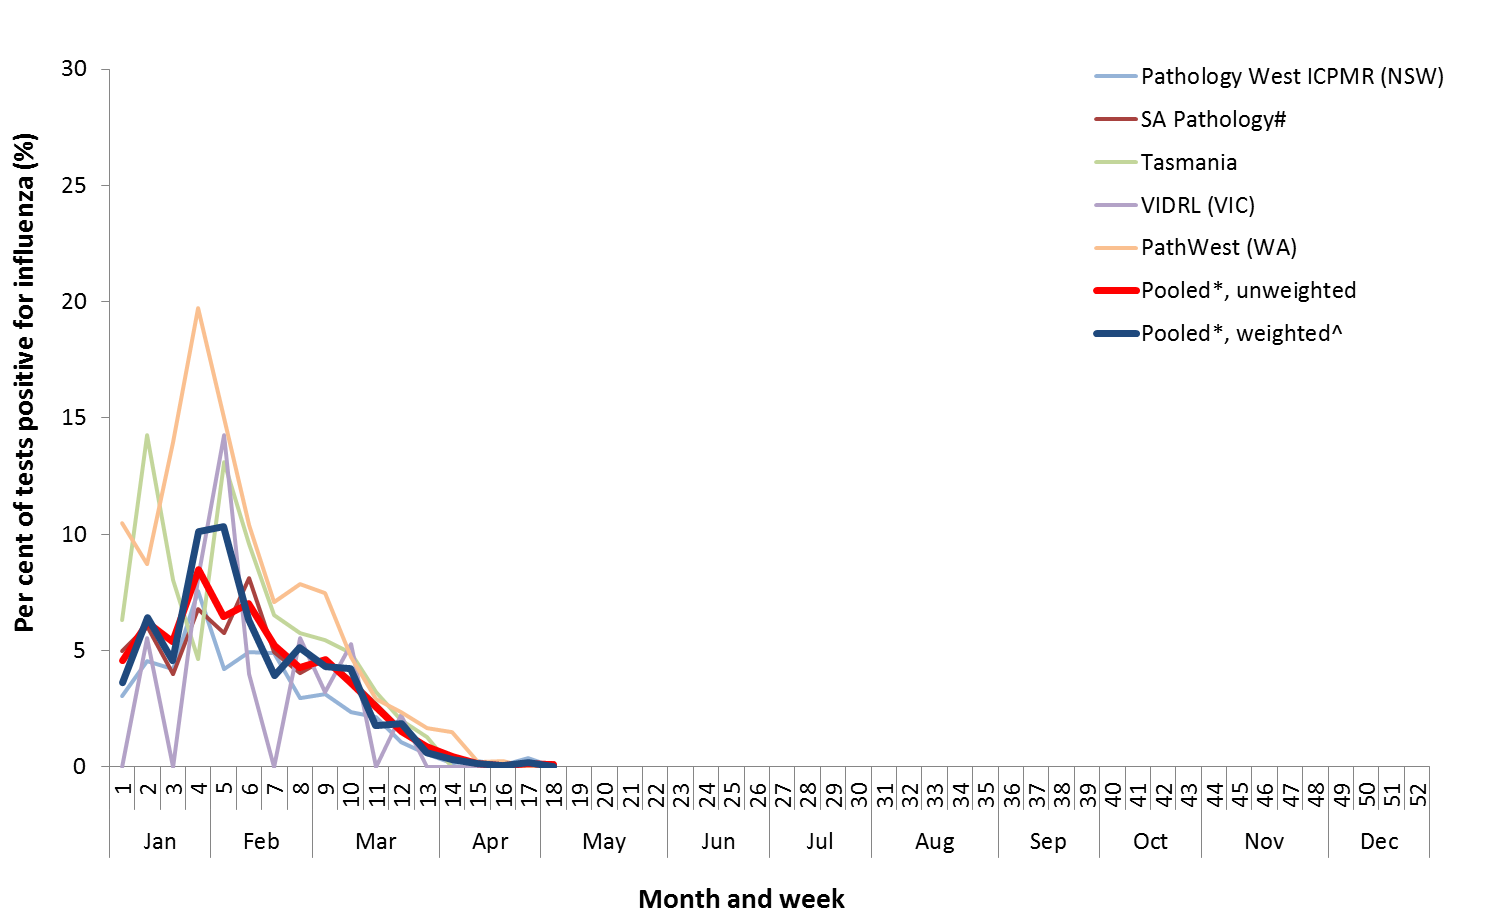 Per cent of tests positive for influenza (%)
30
25
20
15
10
5
0
Pathology West ICPMR (NSW)
SA Pathology#
Tasmania
VIDRL (VIC)
PathWest (WA)
Pooled*, unweighted
Pooled*, weighted^
1 2 3 4 5 6 7 8 9 10 11 12 13 14 15 16 17 18 19 20 21 22 23 24 25 26 27 28 29 30 31 32 33 34 35 36 37 38 39 40 41 42 43 44 45 46 47 48 49 50 51 52
Jan Feb Mar Apr May Jun Jul Aug Sep Oct Nov Dec
Month and week